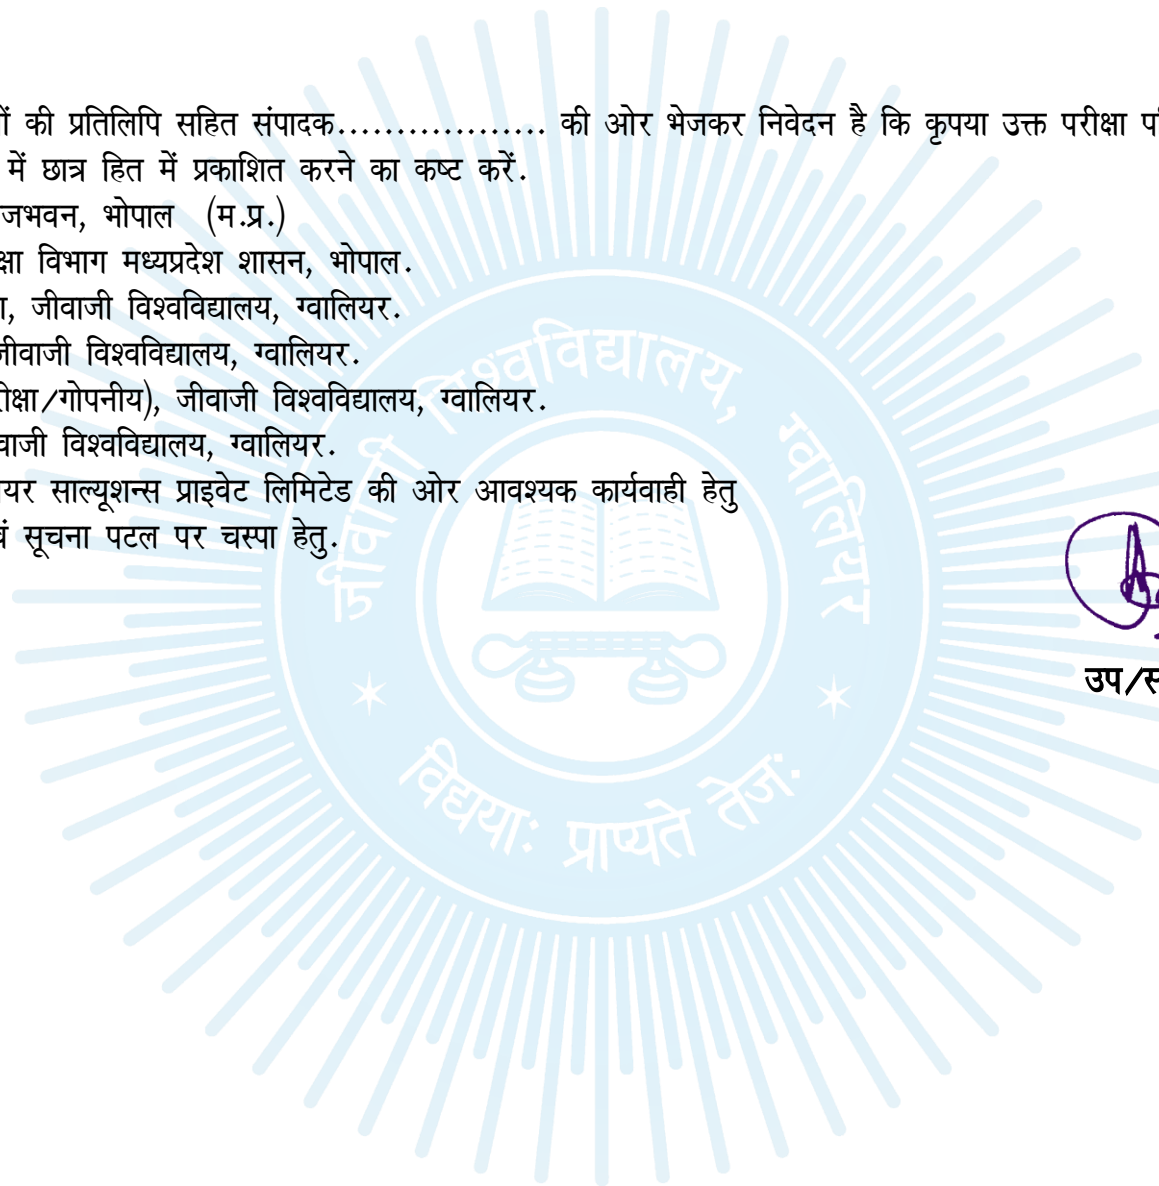 ों की प्रतिलिपि सहित संपादक.................. की ओर भेजकर निवेदन है कि कृपया उक्त परीक्षा
में छात्र हित में प्रकाशित करने का कष्ट करें.
जभवन, भोपाल (म.प्र.)
क्षा विभाग मध्यप्रदेश शासन, भोपाल.
जीवाजी विश्वविद्यालय, ग्वालियर.
जीवाजी विश्वविद्यालय, ग्वालियर.
रीक्षा/गोपनीय), जीवाजी विश्वविद्यालय, ग्वालियर.
वाजी विश्वविद्यालय, ग्वालियर.
यर साल्यूशन्स प्राइवेट लिमिटेड की ओर आवश्यक कार्यवाही हेतु
वं सूचना पटल पर चस्पा हेतु.
उप/स
जीवाजी विश्वविद्यालय, ग्वालियर
विद्यया: प्राप्यते तेज: